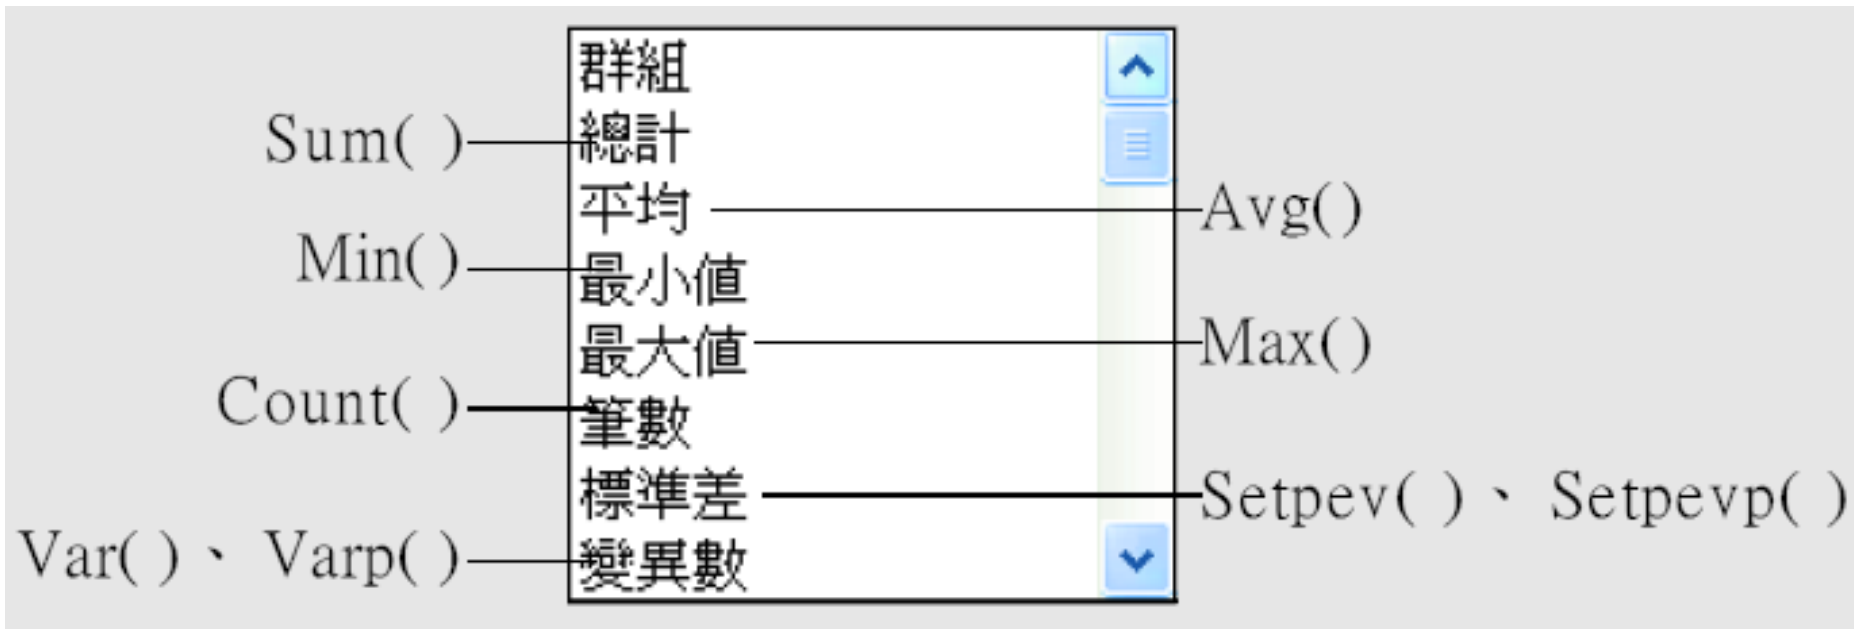 群組
Sum( ) 總計
平均 Avg()
Min( ) 最小值
最大值 Max( )
Count( ) 筆數
標準差 Setpev( )、 Setpevp( )
Var( )、 Varp( ) 變異數